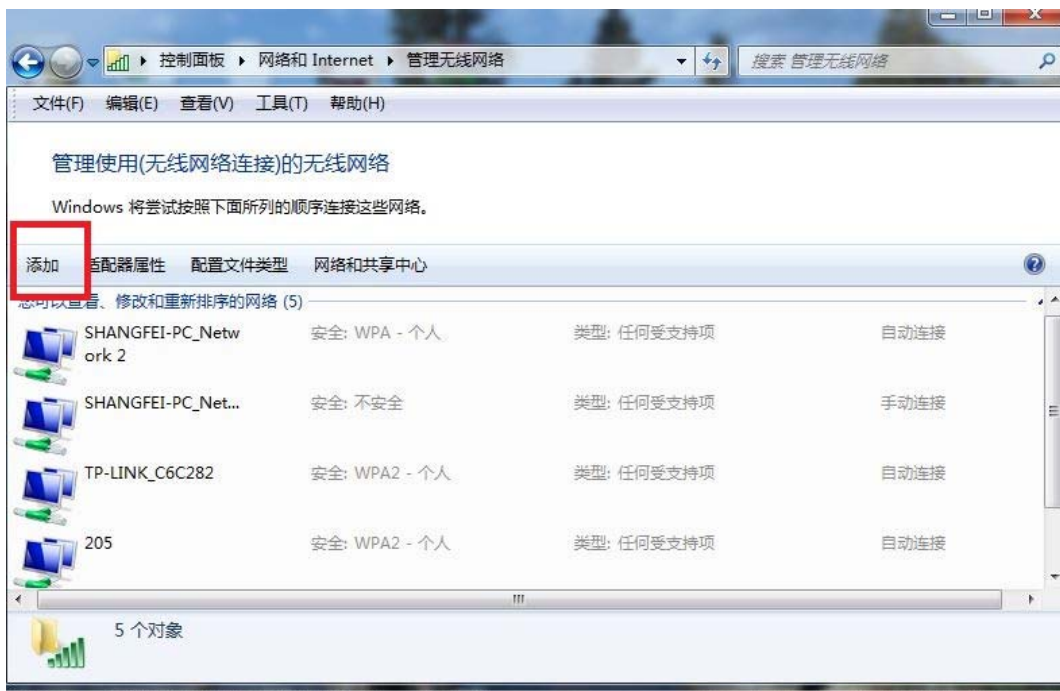 控制面板 ▸ 网络和 Internet ▸ 管理无线网络
搜索 管理无线网络
文件(F) 编辑(E) 查看(V) 工具(T) 帮助(H)
管理使用(无线网络连接)的无线网络
Windows 将尝试按照下面所列的顺序连接这些网络。
添加 适配器属性 配置文件类型 网络和共享中心
您可以查看、修改和重新排序的网络 (5)
SHANGFEI-PC_Netw 安全: WPA - 个人 类型: 任何受支持项 自动连接
ork 2
SHANGFEI-PC_Net... 安全: 不安全 类型: 任何受支持项 手动连接
TP-LINK_C6C282 安全: WPA2 - 个人 类型: 任何受支持项 自动连接
205 安全: WPA2 - 个人 类型: 任何受支持项 自动连接
5 个对象